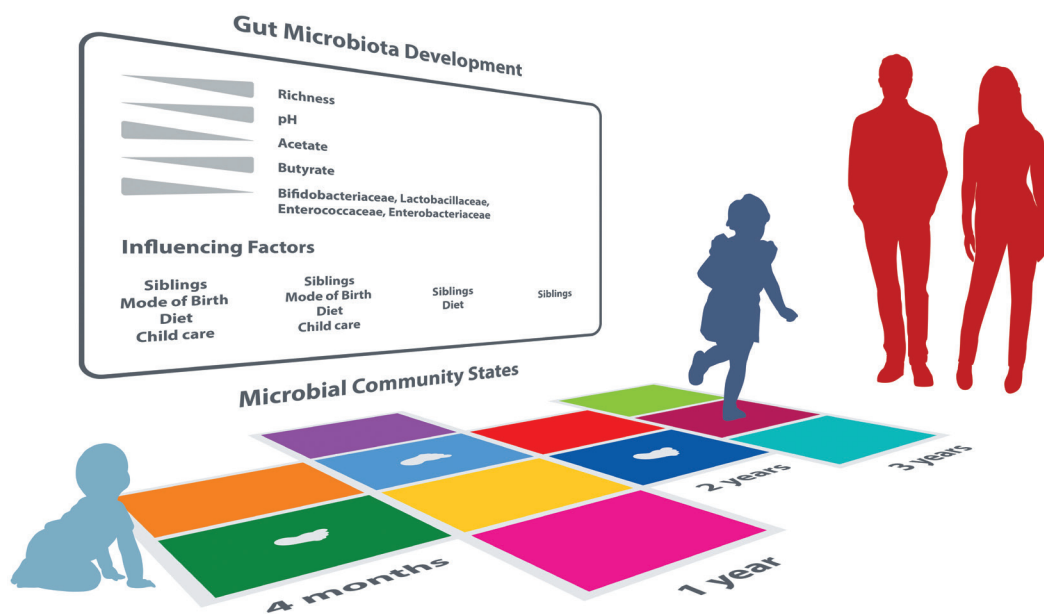 Gut Microbiota Development
Richness
pH
Acetate
Butyrate
Bifidobacteriaceae, Lactobacillaceae,
Enterococcaceae, Enterobacteriaceae
Influencing Factors
Siblings
Mode of Birth
Diet
Child care
Siblings
Mode of Birth
Diet
Child care
Siblings
Diet
Siblings
Microbial Community States
4 months
1 year
2 years
3 years